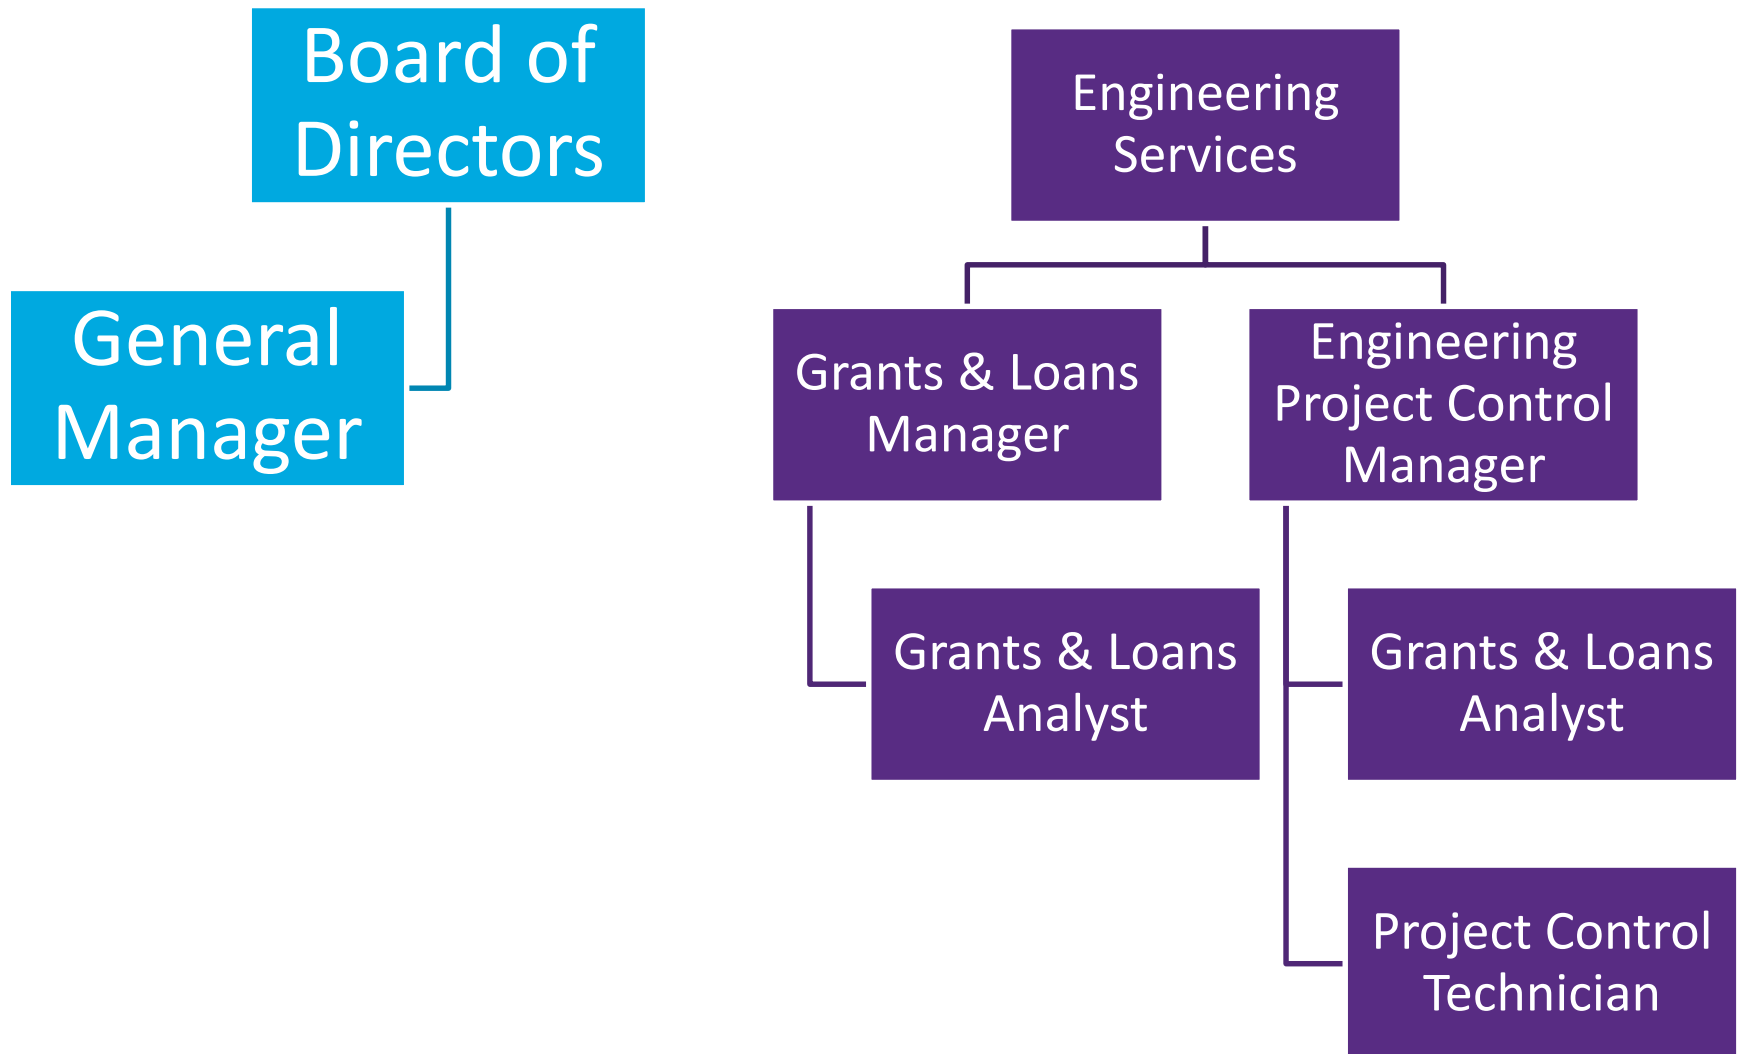 Board of
Directors
General
Manager
Engineering
Services
Grants & Loans
Manager
Engineering
Project Control
Manager
Grants & Loans
Analyst
Grants & Loans
Analyst
Project Control
Technician